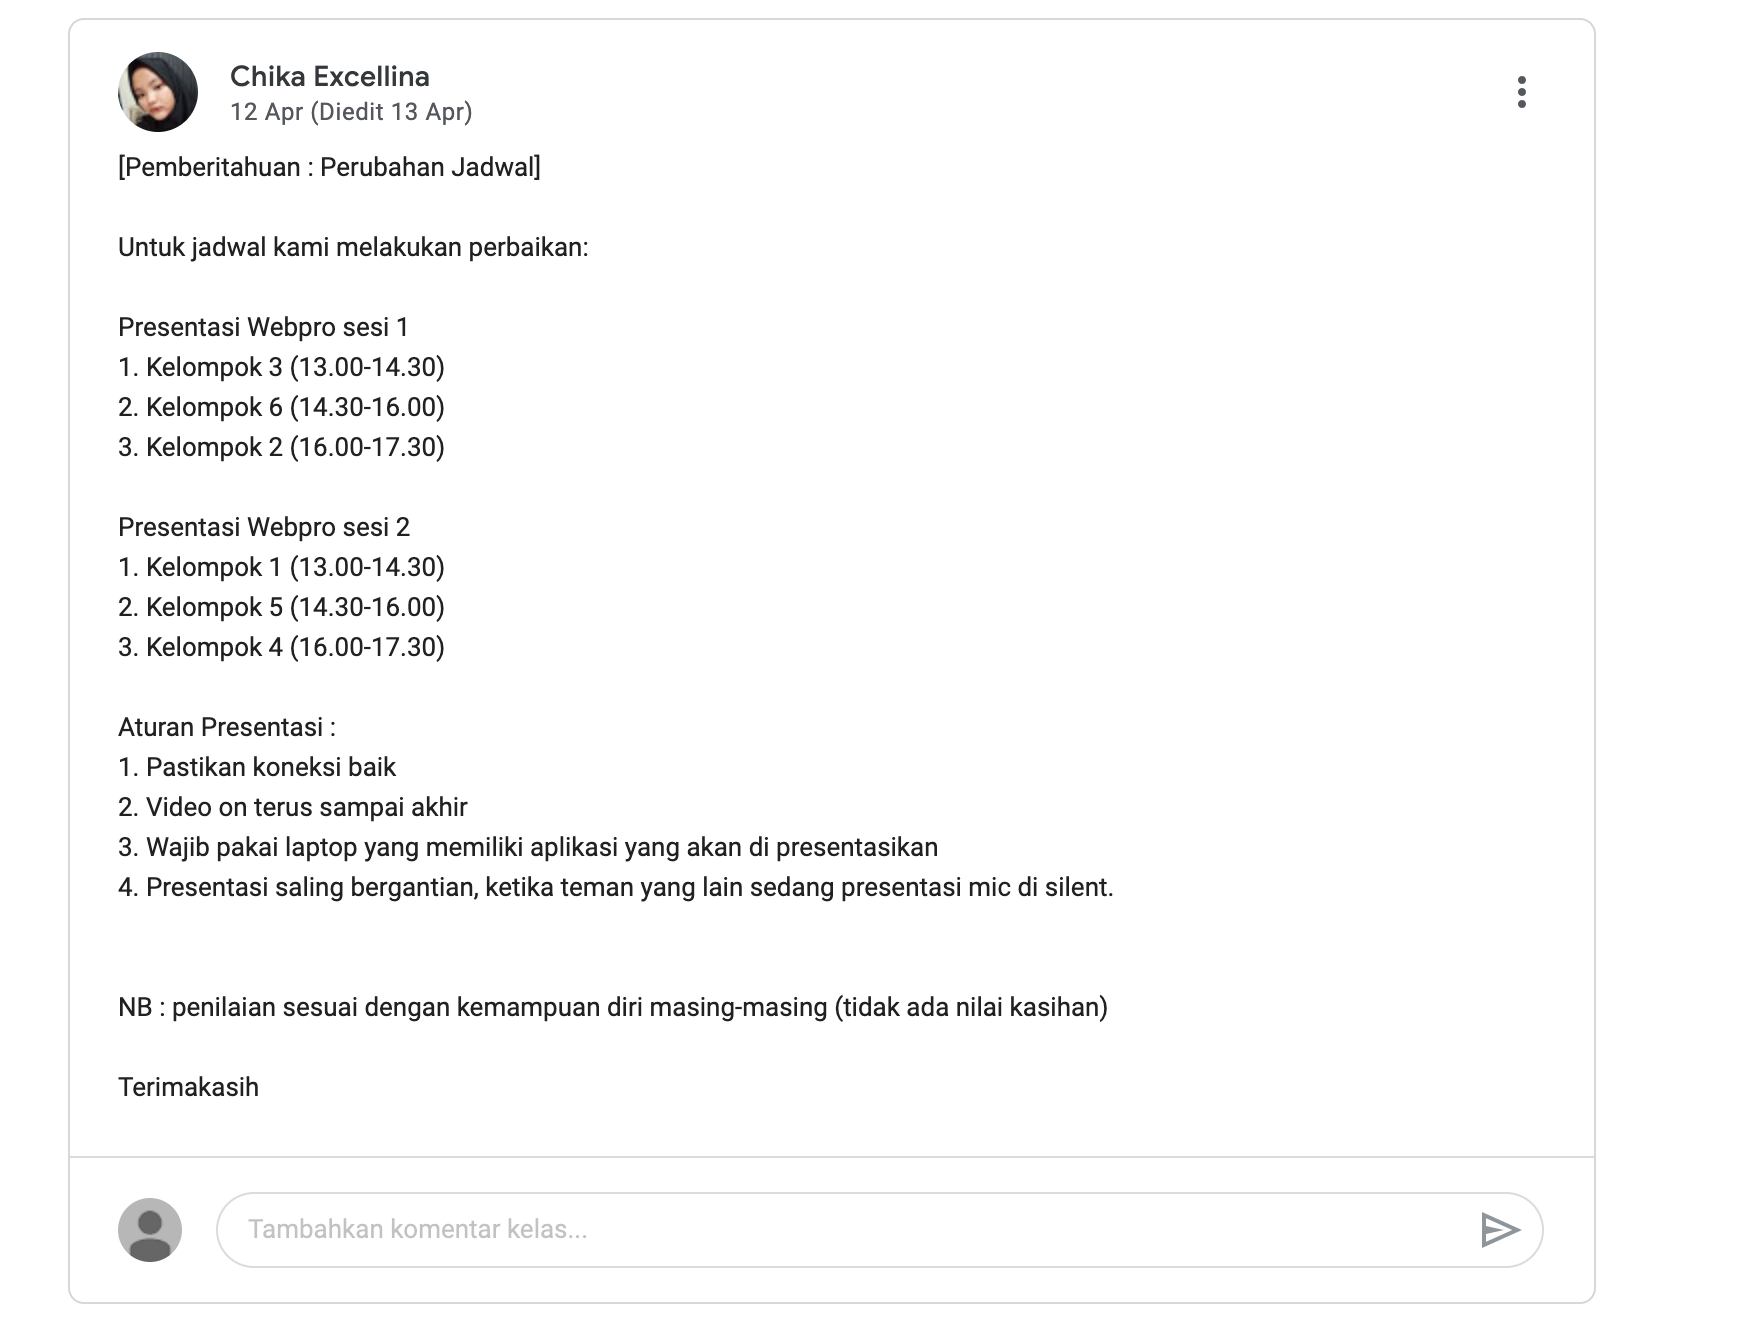 Chika Excellina
12 Apr (Diedit 13 Apr)
[Pemberitahuan : Perubahan Jadwal]
Untuk jadwal kami melakukan perbaikan:
Presentasi Webpro sesi 1
1. Kelompok 3 (13.00-14.30)
2. Kelompok 6 (14.30-16.00)
3. Kelompok 2 (16.00-17.30)
Presentasi Webpro sesi 2
1. Kelompok 1 (13.00-14.30)
2. Kelompok 5 (14.30-16.00)
3. Kelompok 4 (16.00-17.30)
Aturan Presentasi :
1. Pastikan koneksi baik
2. Video on terus sampai akhir
3. Wajib pakai laptop yang memiliki aplikasi yang akan di presentasikan
4. Presentasi saling bergantian, ketika teman yang lain sedang presentasi mic di silent.
NB : penilaian sesuai dengan kemampuan diri masing-masing (tidak ada nilai kasihan)
Terimakasih
Tambahkan komentar kelas...